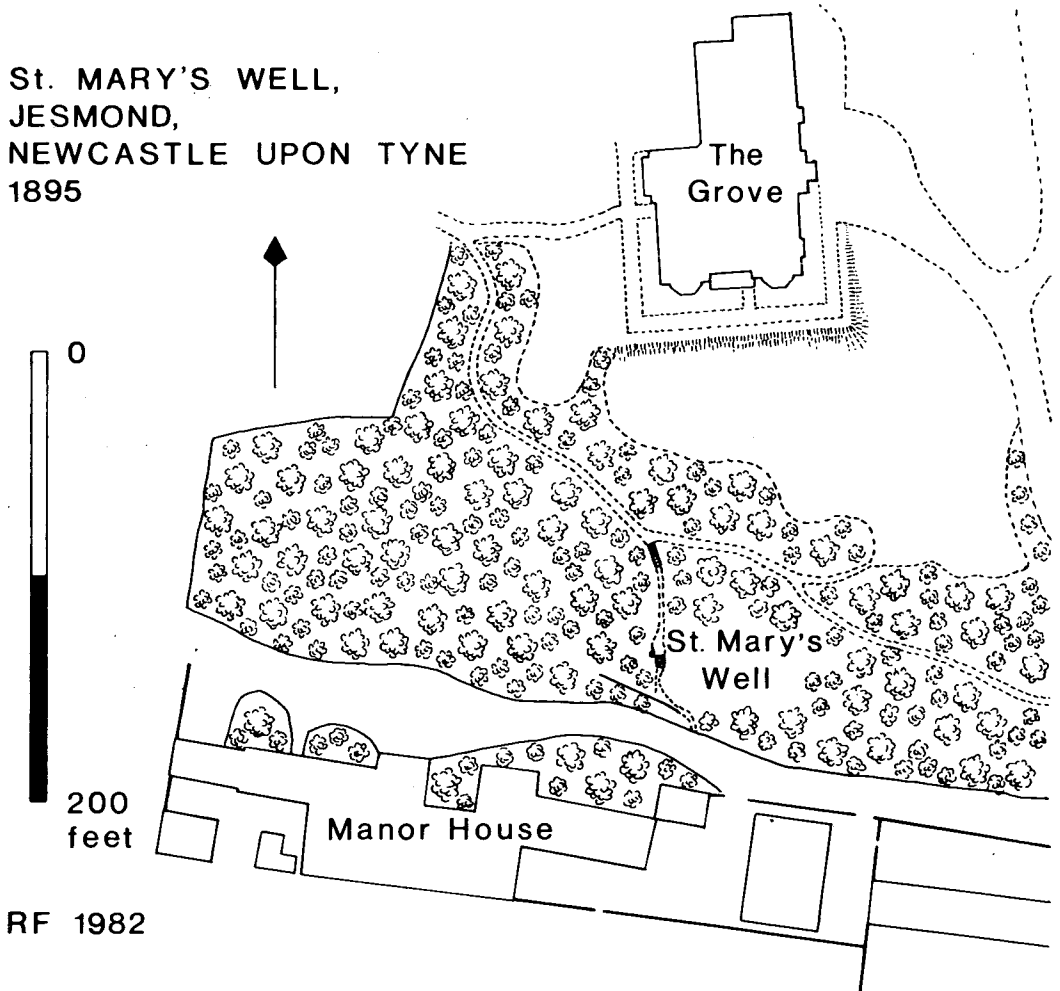 St. MARY'S WELL,
JESMOND,
NEWCASTLE UPON TYNE
1895
The
Grove
0
St. Mary's
Well
200
feet
Manor House
RF 1982